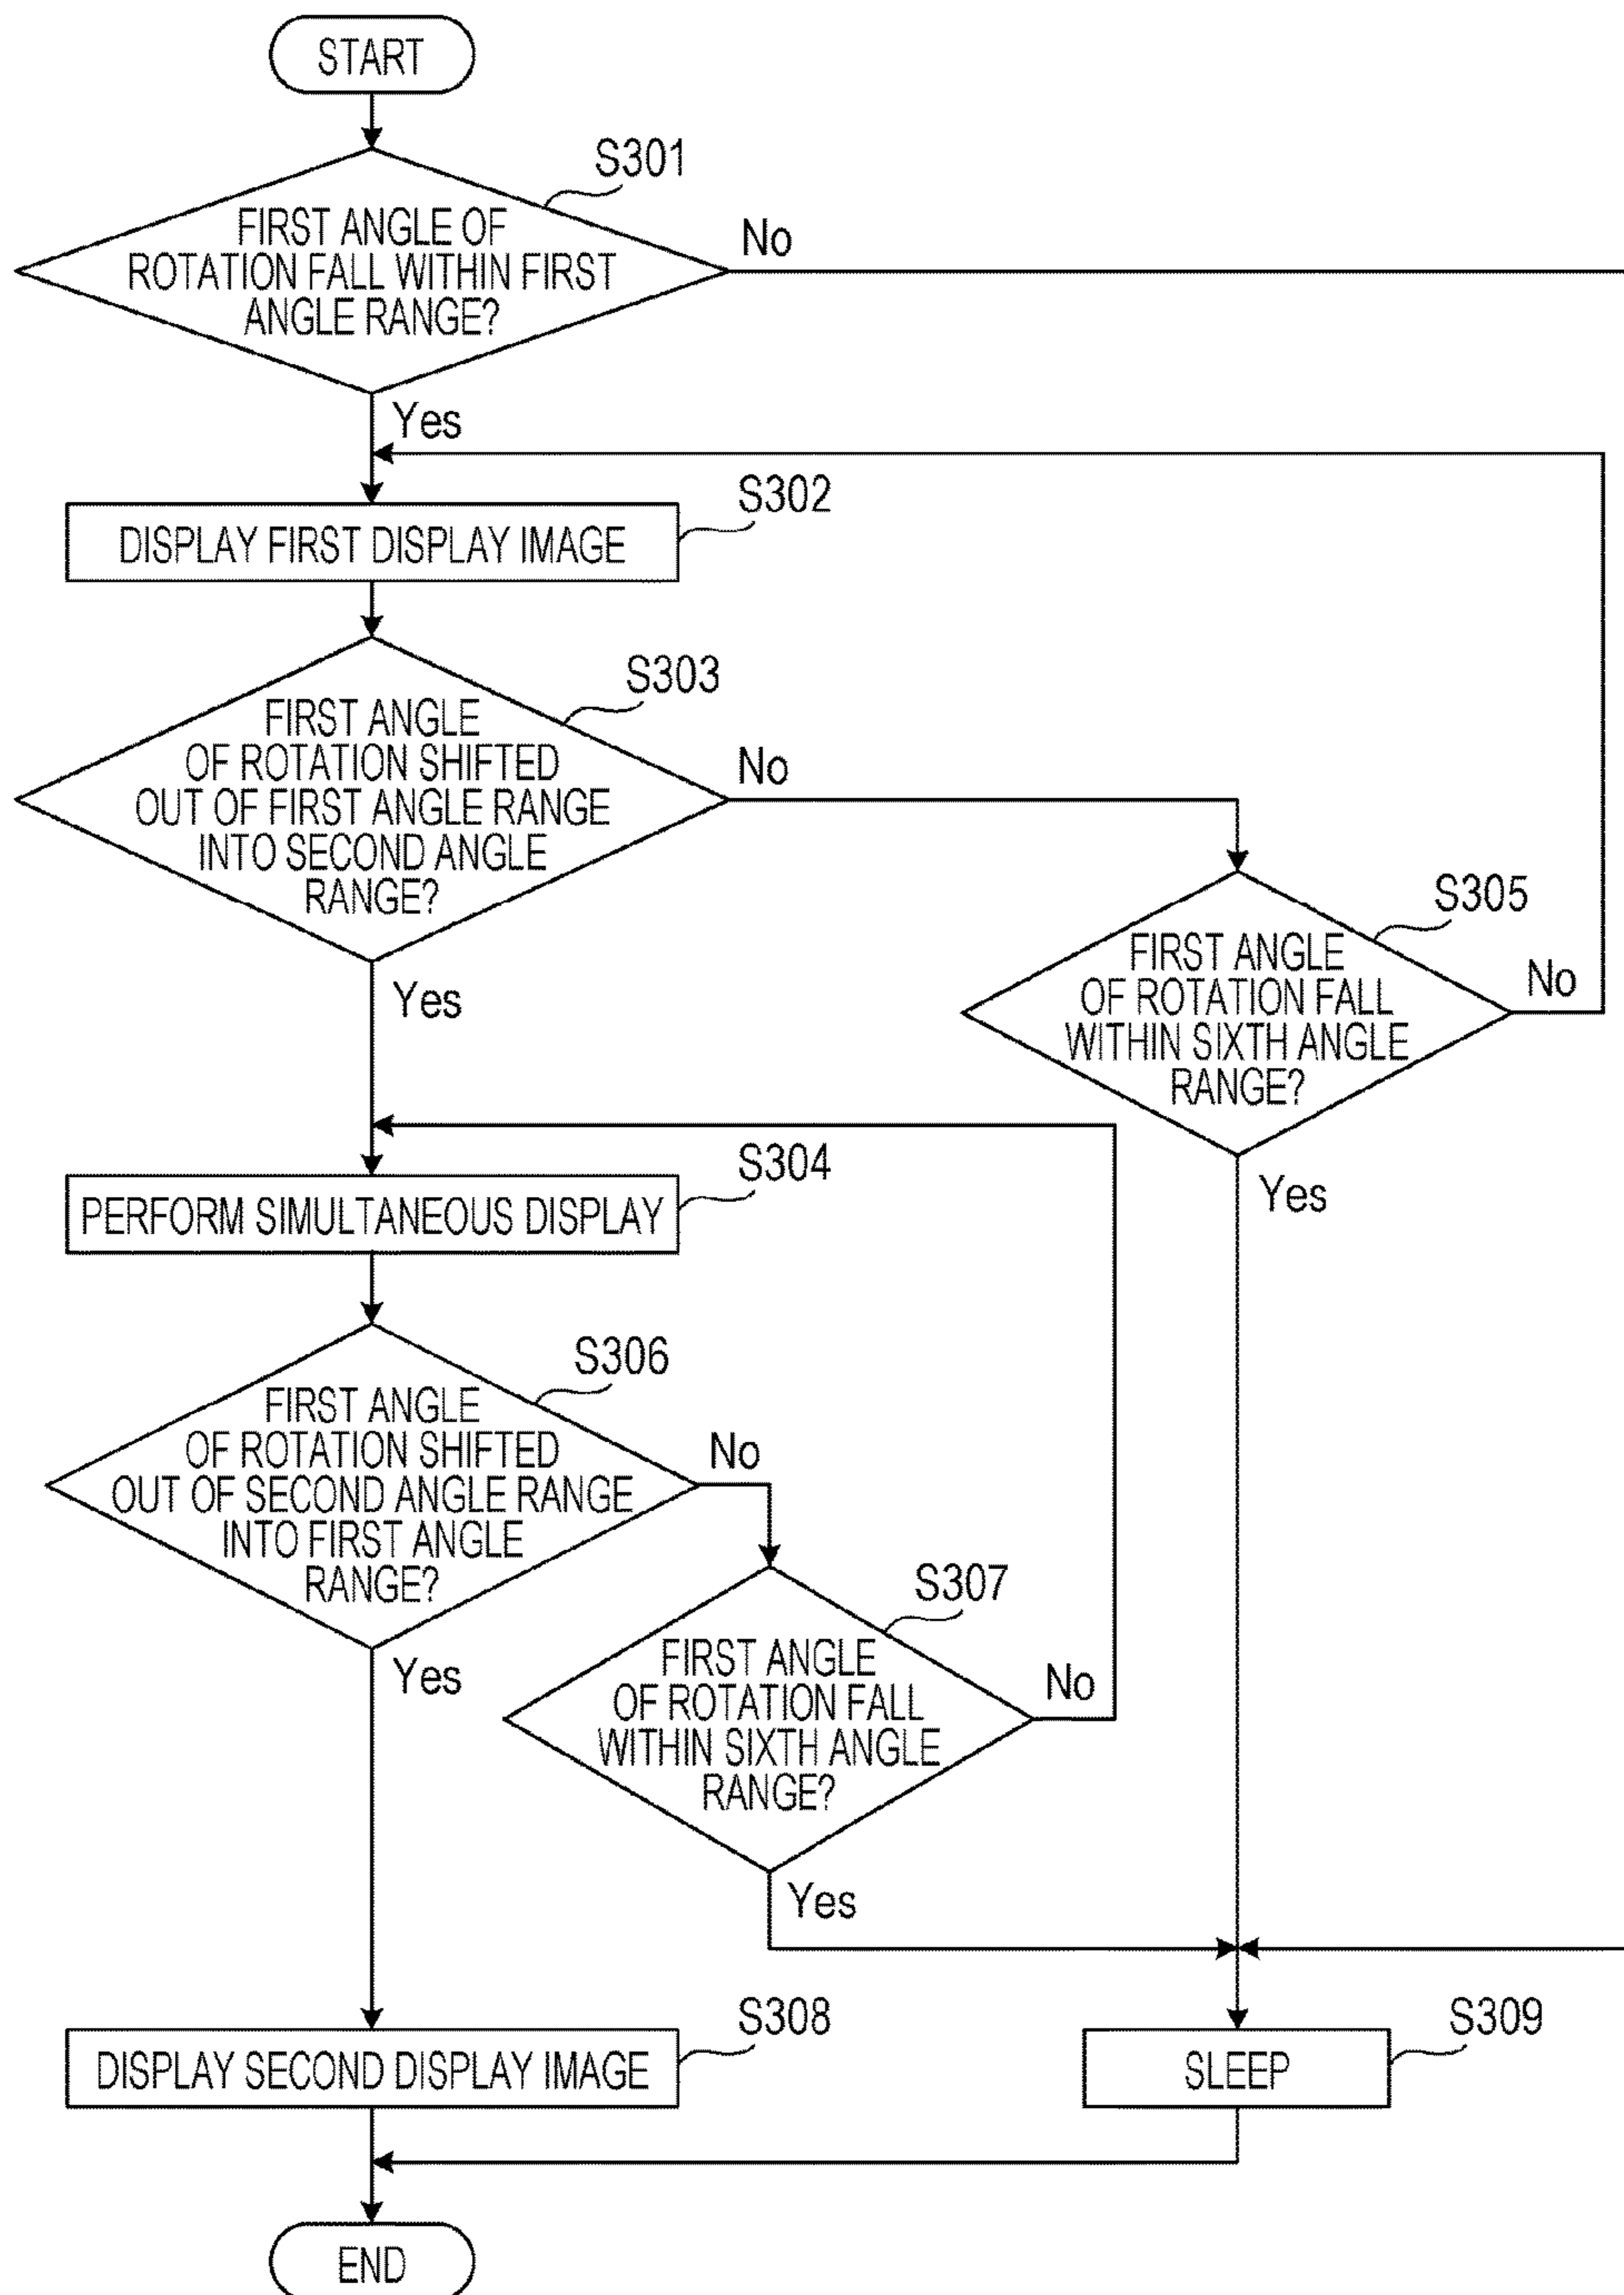 START
S301
FIRST ANGLE OF
ROTATION FALL WITHIN FIRST
ANGLE RANGE?
No
Yes
S302
DISPLAY FIRST DISPLAY IMAGE
S303
FIRST ANGLE
OF ROTATION SHIFTED
OUT OF FIRST ANGLE RANGE
INTO SECOND ANGLE
RANGE?
No
Yes
S305
FIRST ANGLE
OF ROTATION FALL
WITHIN SIXTH ANGLE
RANGE?
No
Yes
S304
PERFORM SIMULTANEOUS DISPLAY
S306
FIRST ANGLE
OF ROTATION SHIFTED
OUT OF SECOND ANGLE RANGE
INTO FIRST ANGLE
RANGE?
No
Yes
S307
FIRST ANGLE
OF ROTATION FALL
WITHIN SIXTH ANGLE
RANGE?
No
Yes
S308
DISPLAY SECOND DISPLAY IMAGE
S309
SLEEP
END